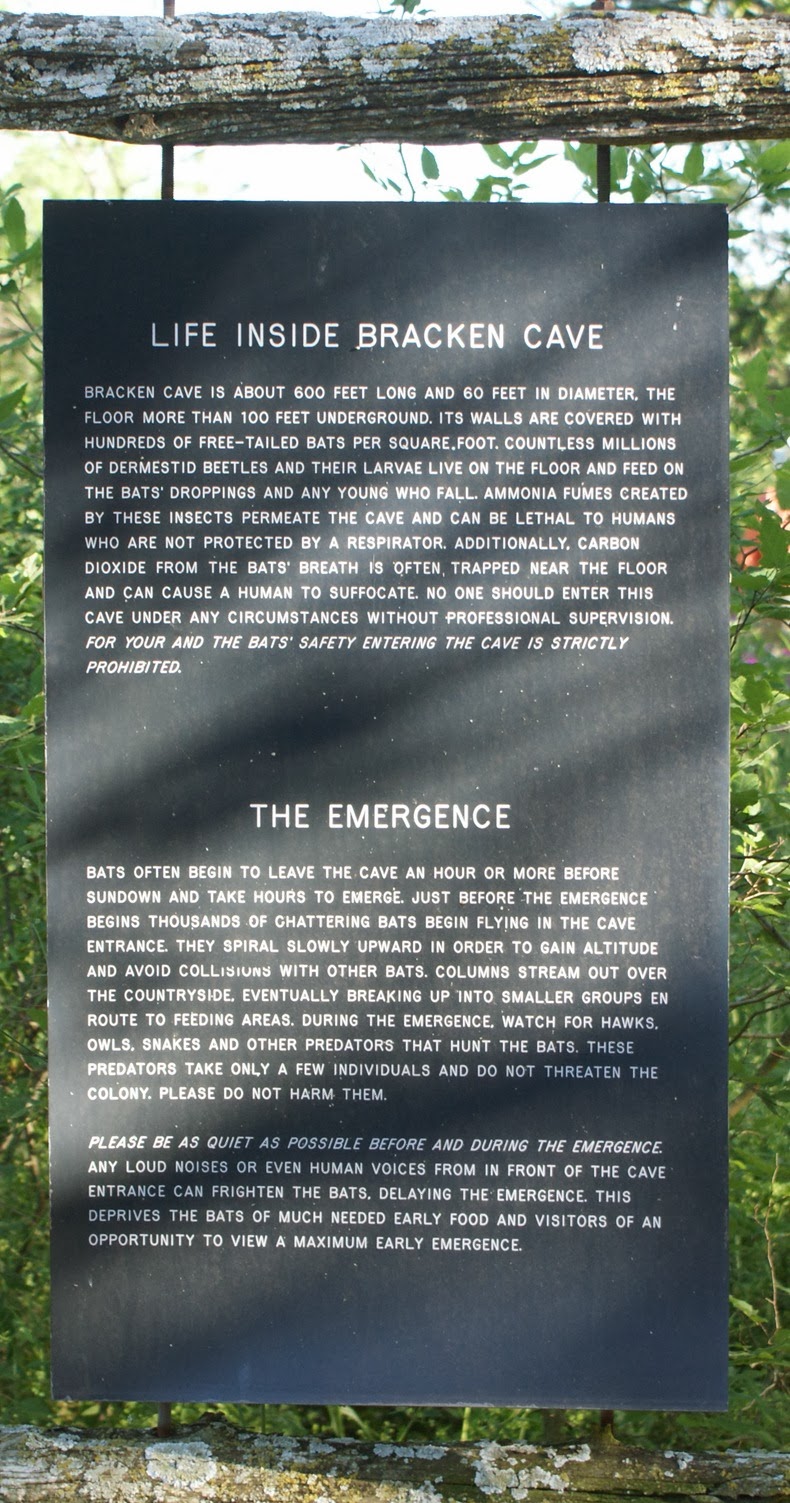 LIFE INSIDE BRACKEN CAVE
BRACKEN CAVE IS ABOUT 600 FEET LONG AND 60 FEET IN DIAMETER, THE
FLOOR MORE THAN 100 FEET UNDERGROUND. ITS WALLS ARE COVERED WITH
HUNDREDS OF FREE-TAILED BATS PER SQUARE FOOT. COUNTLESS MILLIONS
OF DERMESTID BEETLES AND THEIR LARVAE LIVE ON THE FLOOR AND FEED ON
THE BATS' DROPPINGS AND ANY YOUNG WHO FALL. AMMONIA FUMES CREATED
BY THESE INSECTS PERMEATE THE CAVE AND CAN BE LETHAL TO HUMANS
WHO ARE NOT PROTECTED BY A RESPIRATOR. ADDITIONALLY, CARBON
DIOXIDE FROM THE BATS' BREATH IS OFTEN TRAPPED NEAR THE FLOOR
AND CAN CAUSE A HUMAN TO SUFFOCATE. NO ONE SHOULD ENTER THIS
CAVE UNDER ANY CIRCUMSTANCES WITHOUT PROFESSIONAL SUPERVISION.
FOR YOUR AND THE BATS' SAFETY ENTERING THE CAVE IS STRICTLY
PROHIBITED.
THE EMERGENCE
BATS OFTEN BEGIN TO LEAVE THE CAVE AN HOUR OR MORE BEFORE
SUNDOWN AND TAKE HOURS TO EMERGE. JUST BEFORE THE EMERGENCE
BEGINS THOUSANDS OF CHATTERING BATS BEGIN FLYING IN THE CAVE
ENTRANCE. THEY SPIRAL SLOWLY UPWARD IN ORDER TO GAIN ALTITUDE
AND AVOID COLLISIONS WITH OTHER BATS. COLUMNS STREAM OUT OVER
THE COUNTRYSIDE, EVENTUALLY BREAKING UP INTO SMALLER GROUPS EN
ROUTE TO FEEDING AREAS. DURING THE EMERGENCE, WATCH FOR HAWKS,
OWLS, SNAKES AND OTHER PREDATORS THAT HUNT THE BATS. THESE
PREDATORS TAKE ONLY A FEW INDIVIDUALS AND DO NOT THREATEN THE
COLONY. PLEASE DO NOT HARM THEM.
PLEASE BE AS QUIET AS POSSIBLE BEFORE AND DURING THE EMERGENCE.
ANY LOUD NOISES OR EVEN HUMAN VOICES FROM IN FRONT OF THE CAVE
ENTRANCE CAN FRIGHTEN THE BATS, DELAYING THE EMERGENCE. THIS
DEPRIVES THE BATS OF MUCH NEEDED EARLY FOOD AND VISITORS OF AN
OPPORTUNITY TO VIEW A MAXIMUM EARLY EMERGENCE.